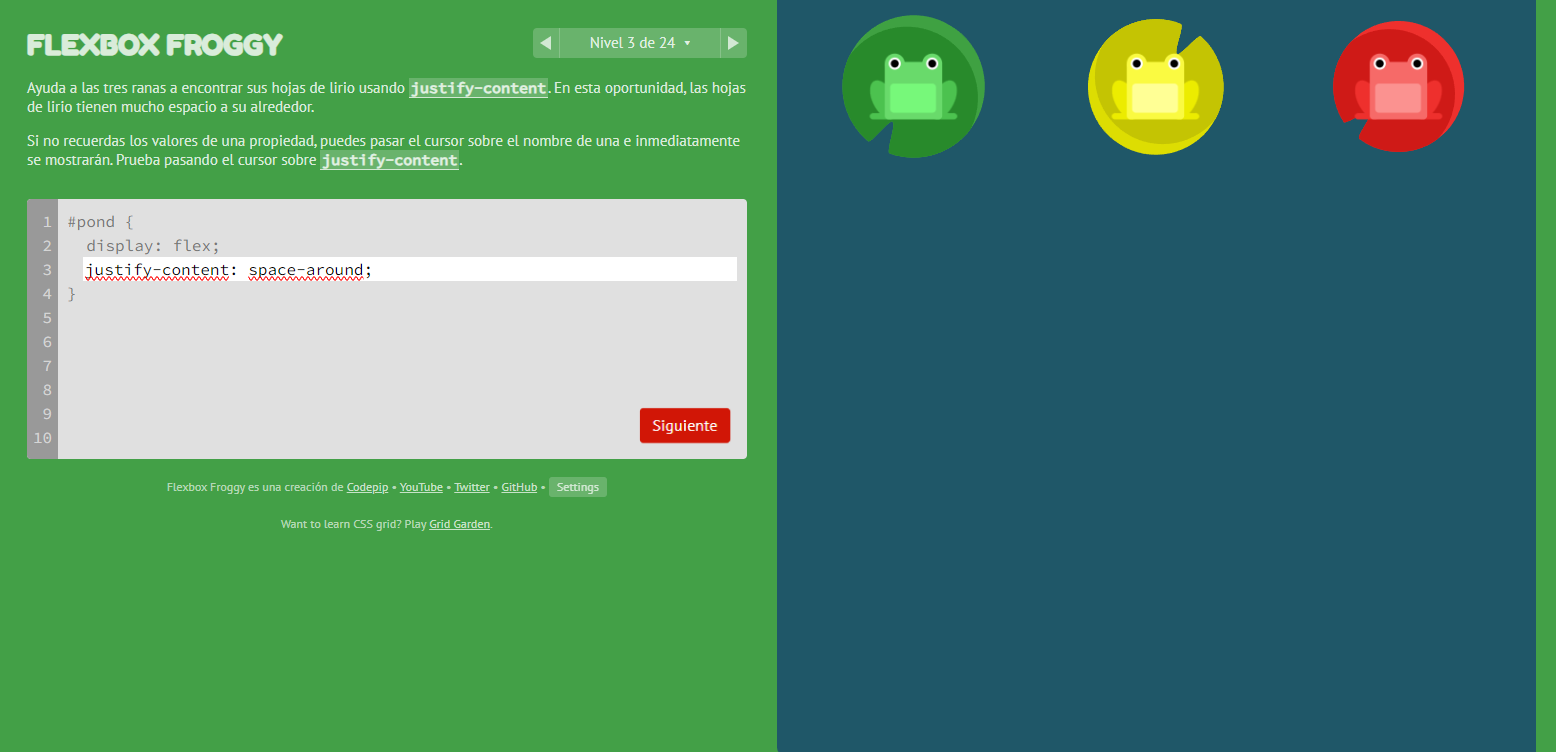 FLEXBOX FROGGY
Nivel 3 de 24
Ayuda a las tres ranas a encontrar sus hojas de lirio usando justify-content. En esta oportunidad, las hojas
de lirio tienen mucho espacio a su alrededor.
Si no recuerdas los valores de una propiedad, puedes pasar el cursor sobre el nombre de una e inmediatamente
se mostrarán. Prueba pasando el cursor sobre justify-content.
1 #pond {
2 display: flex;
3 justify-content: space-around;
4 }
5
6
7
8
9
10
Siguiente
Flexbox Froggy es una creación de Codepip • YouTube • Twitter • GitHub • Settings
Want to learn CSS grid? Play Grid Garden.